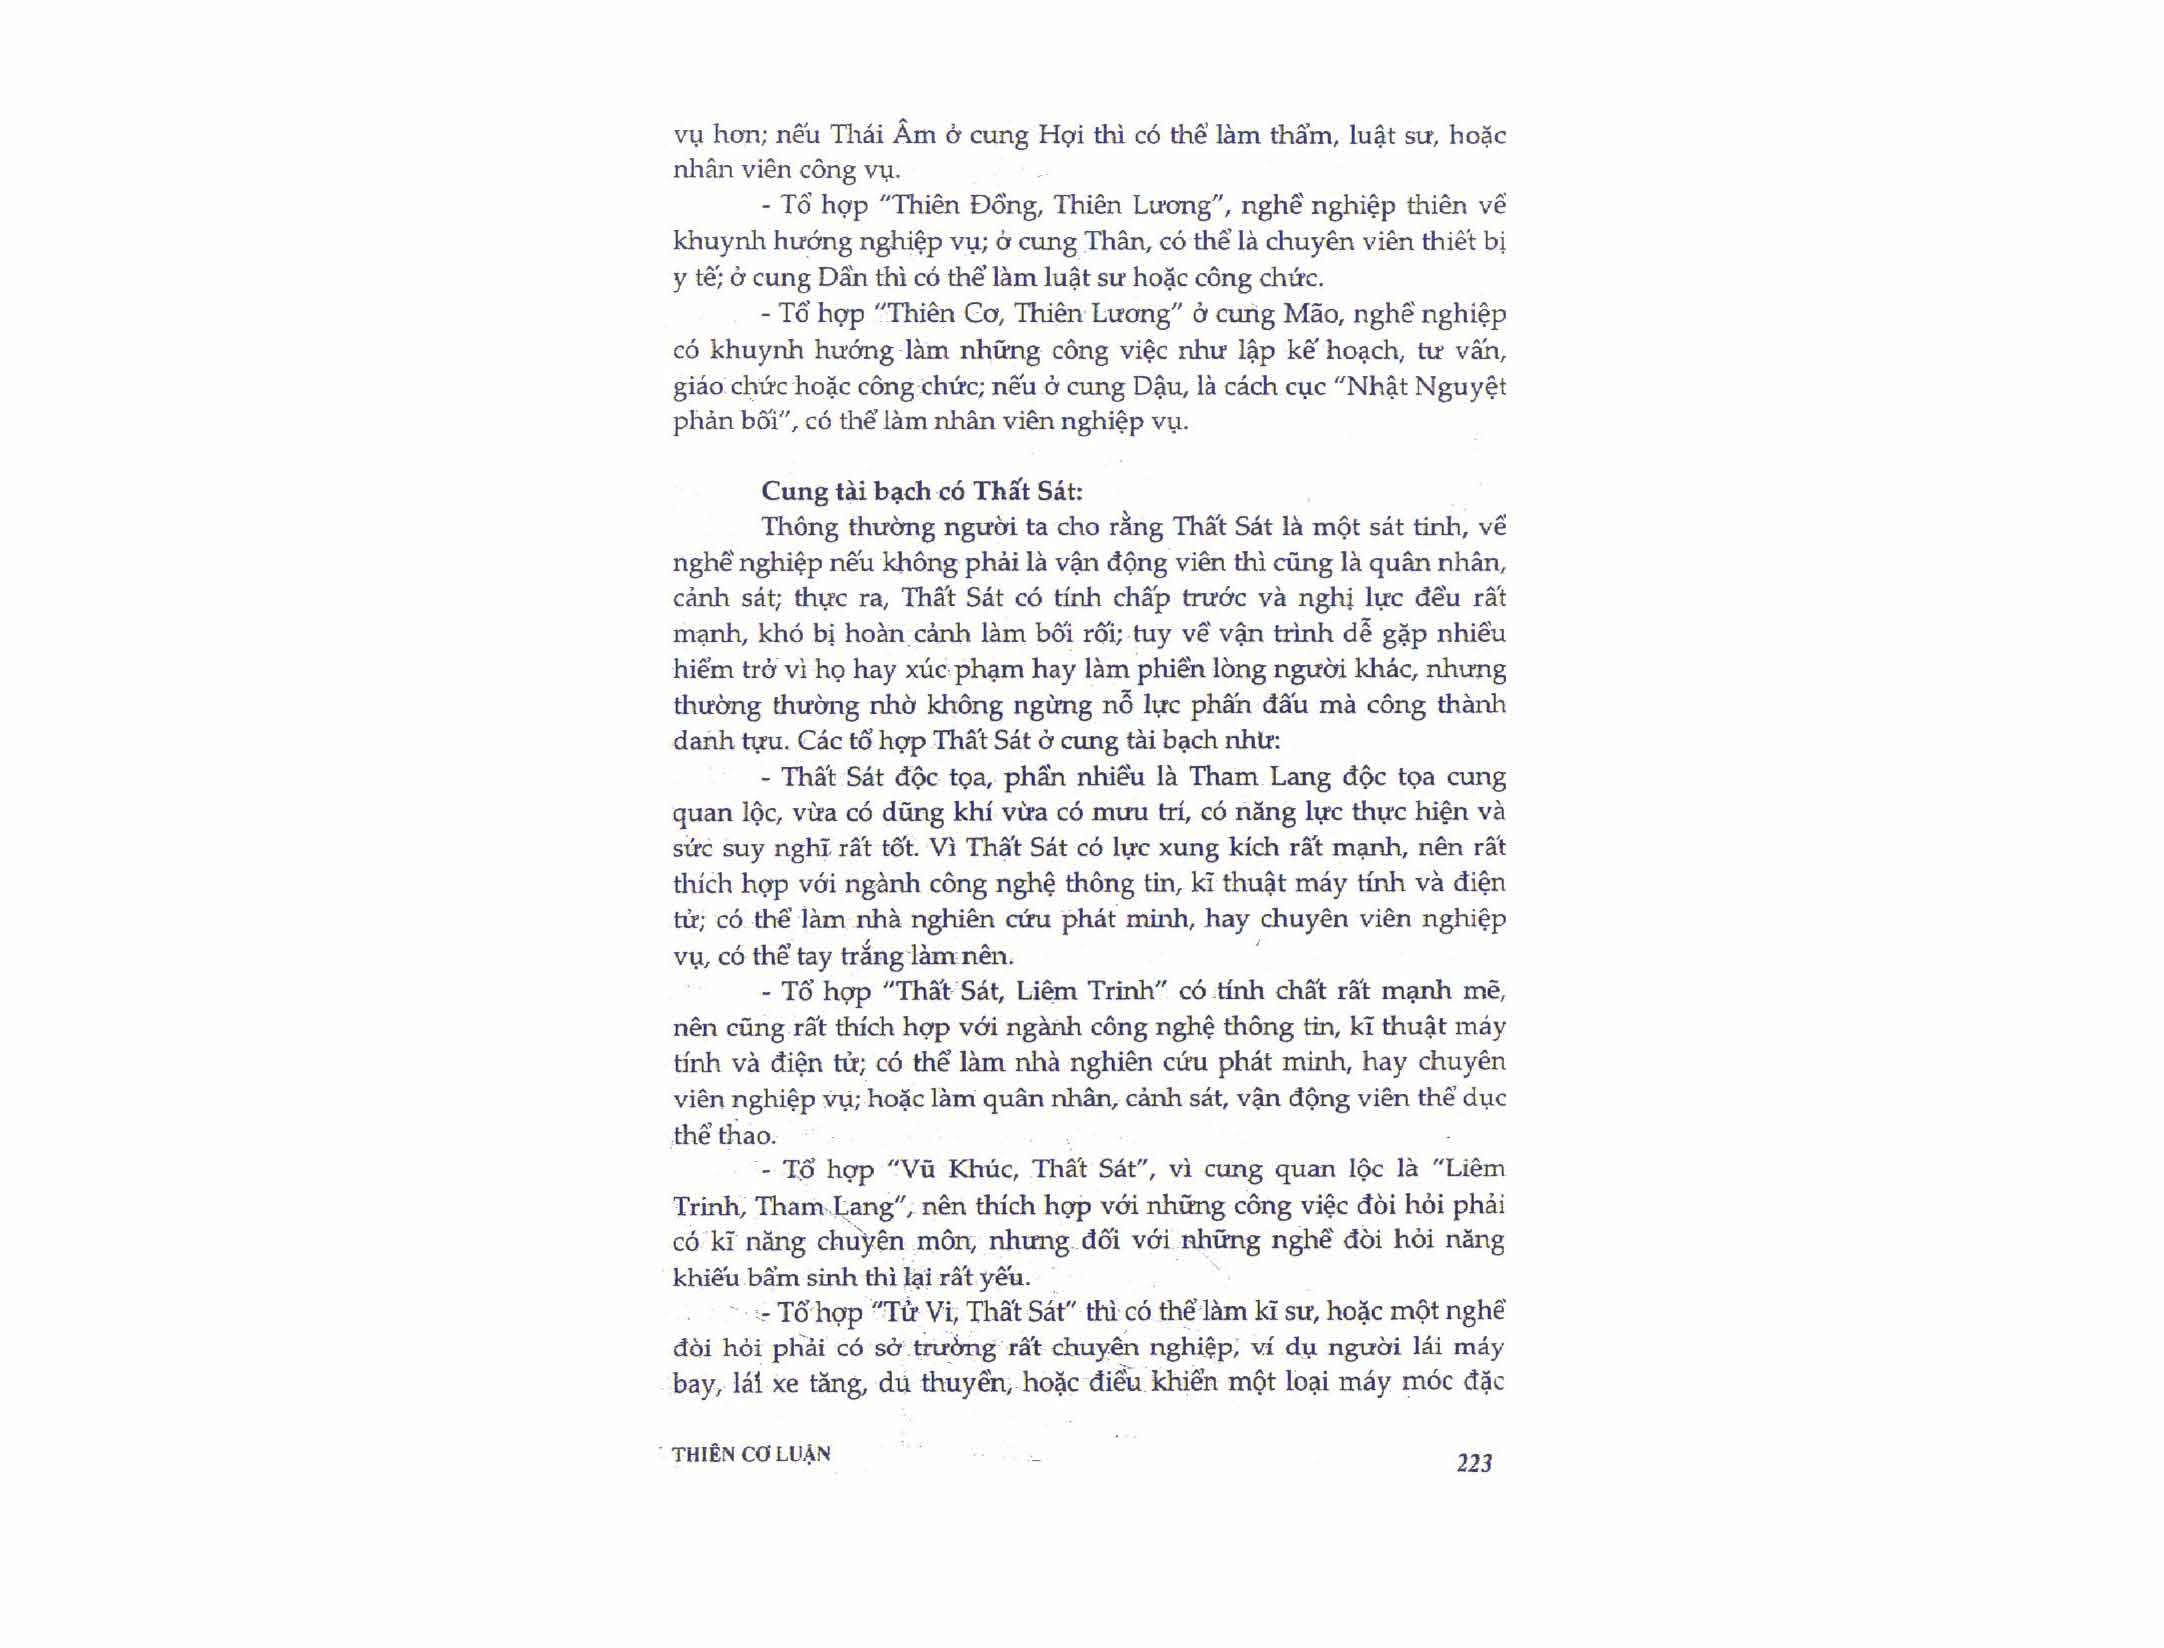 vụ hơn; nếu Thái Âm ở cung Hợi thì có thể làm thẩm, luật sư, hoặc
nhân viên công vụ.
- Tổ hợp "Thiên Đồng, Thiên Lương", nghề nghiệp thiên về
khuynh hướng nghiệp vụ; ở cung Thân, có thể là chuyên viên thiết bị
y tế; ở cung Dần thì có thể làm luật sư hoặc công chức.
- Tổ hợp "Thiên Cơ, Thiên Lương" ở cung Mão, nghề nghiệp
có khuynh hướng làm những công việc như lập kế hoạch, tư vấn,
giáo chức hoặc công chức; nếu ở cung Dậu, là cách cục "Nhật Nguyệt
phản bối", có thể làm nhân viên nghiệp vụ.
Cung tài bạch có Thất Sát:
Thông thường người ta cho rằng Thất Sát là một sát tinh, về
nghề nghiệp nếu không phải là vận động viên thì cũng là quân nhân,
cảnh sát; thực ra, Thất Sát có tính chấp trước và nghị lực đều rất
mạnh, khó bị hoàn cảnh làm bối rối; tuy về vận trình dễ gặp nhiều
hiểm trở vì họ hay xúc phạm hay làm phiền lòng người khác, nhưng
thường thường nhờ không ngừng nỗ lực phấn đấu mà công thành
danh tựu. Các tổ hợp Thất Sát ở cung tài bạch như:
- Thất Sát độc tọa, phần nhiều là Tham Lang độc tọa cung
quan lộc, vừa có dũng khí vừa có mưu trí, có năng lực thực hiện và
sức suy nghĩ rất tốt. Vì Thất Sát có lực xung kích rất mạnh, nên rất
thích hợp với ngành công nghệ thông tin, kĩ thuật máy tính và điện
tử; có thể làm nhà nghiên cứu phát minh, hay chuyên viên nghiệp
vụ, có thể tay trắng làm nên.
- Tổ hợp "Thất Sát, Liêm Trinh" có tính chất rất mạnh mẽ,
nên cũng rất thích hợp với ngành công nghệ thông tin, kĩ thuật máy
tính và điện tử; có thể làm nhà nghiên cứu phát minh, hay chuyên
viên nghiệp vụ; hoặc làm quân nhân, cảnh sát, vận động viên thể dục
thể thao.
- Tổ hợp "Vũ Khúc, Thất Sát", vì cung quan lộc là "Liêm
Trinh, Tham Lang", nên thích hợp với những công việc đòi hỏi phải
có kĩ năng chuyên môn, nhưng đối với những nghề đòi hỏi năng
khiếu bẩm sinh thì lại rất yếu.
- Tổ hợp "Tử Vi, Thất Sát" thì có thể làm kĩ sư, hoặc một nghề
đòi hỏi phải có sở trường rất chuyên nghiệp, ví dụ người lái máy
bay, lái xe tăng, du thuyền, hoặc điều khiển một loại máy móc đặc
THIÊN CƠ LUẬN
223